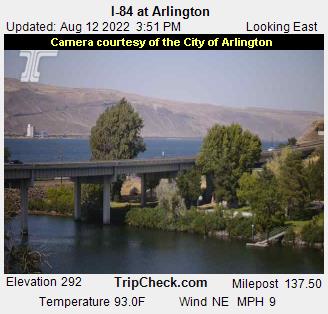 I-84 at Arlington
Updated: Aug 12 2022 3:51 PM Looking East
Camera courtesy of the City of Arlington
Elevation 292 TripCheck.com Milepost 137.50
Temperature 93.0F Wind NE MPH 9